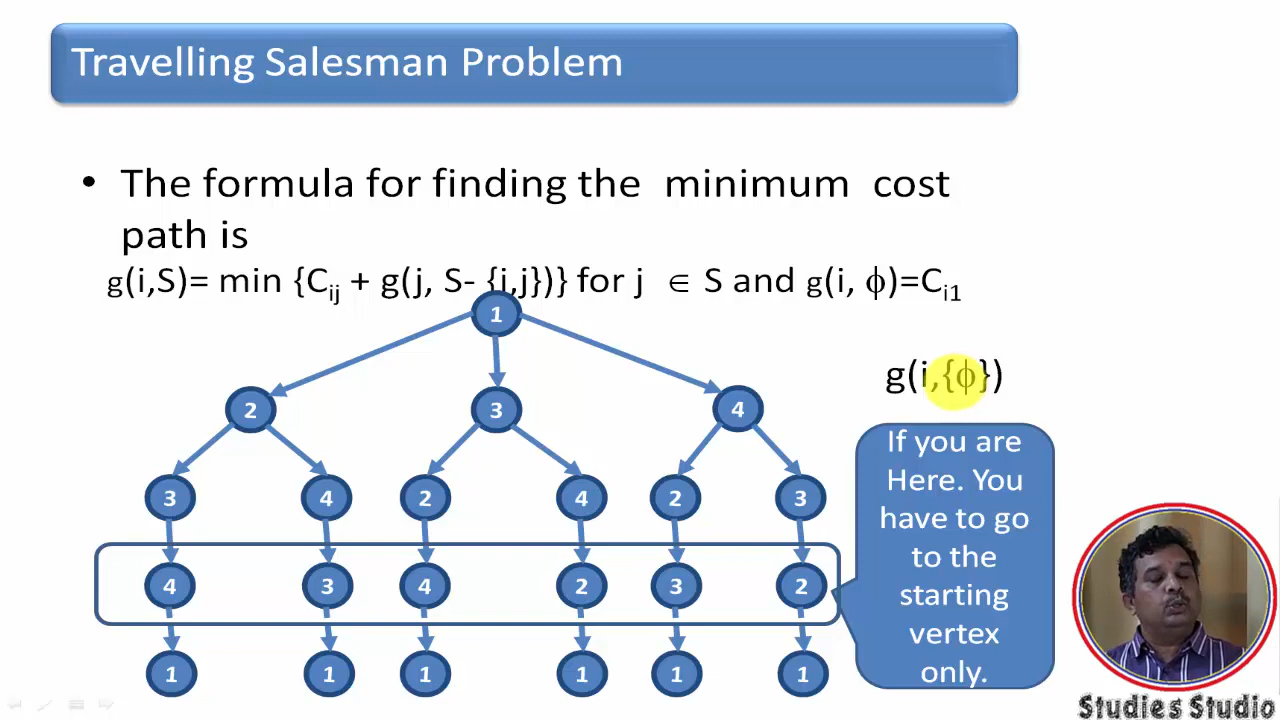 Travelling Salesman Problem
• The formula for finding the minimum cost
path is
g(i,S)= min {Cij + g(j, S- {i,j})} for j ∈ S and g(i, ϕ)=Ci1
1
g(i,{ϕ})
2 3 4
If you are
Here. You
have to go
to the
starting
vertex
only.
3 4 2 4 2 3
4 3 4 2 3 2
1 1 1 1 1 1
Studies Studio